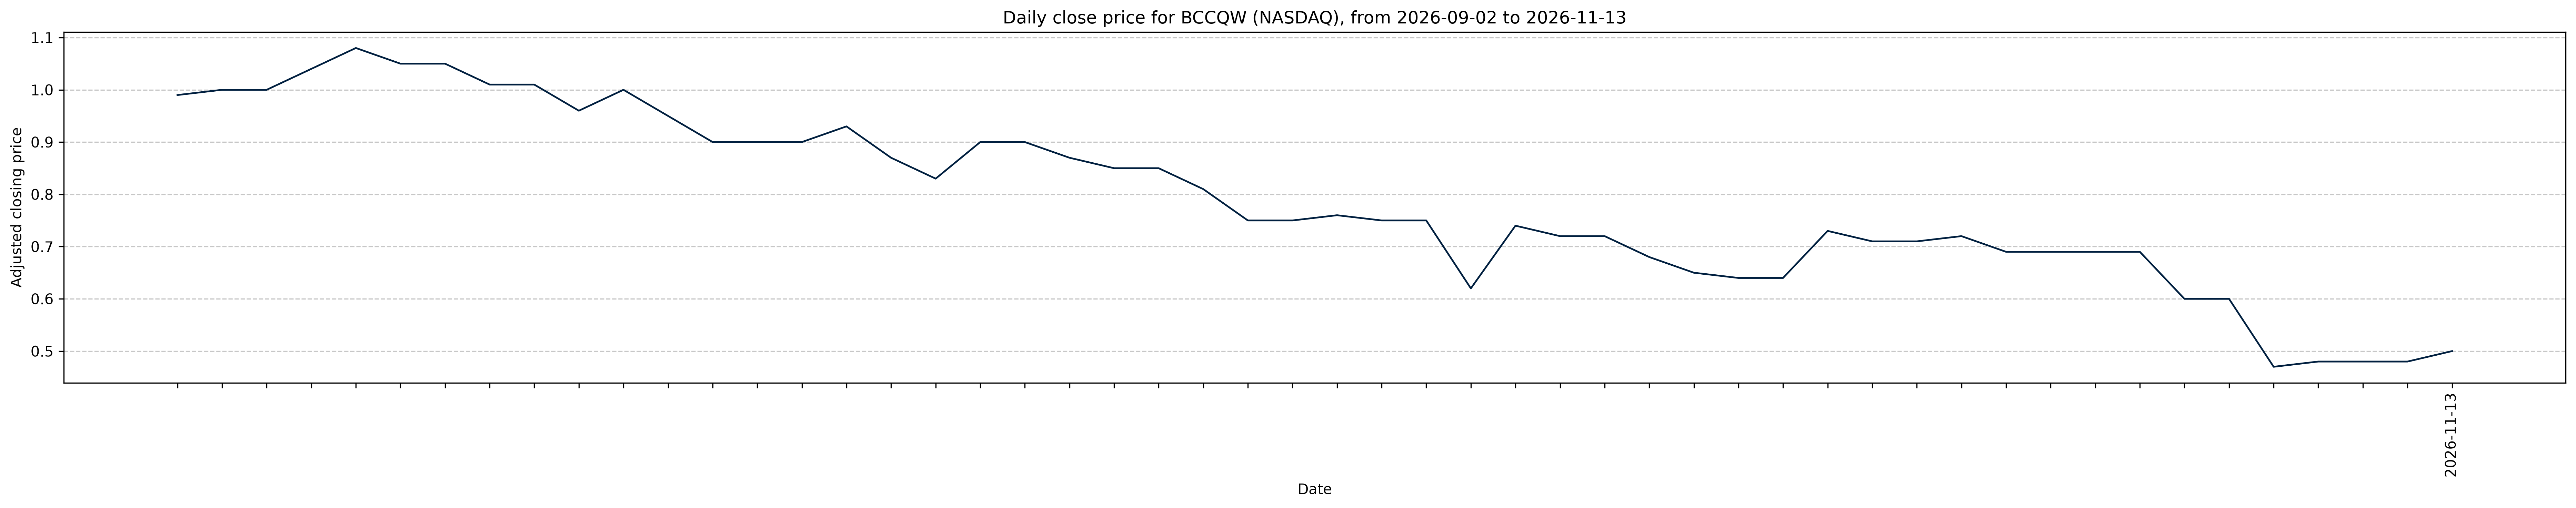 Daily close price for BCCQW (NASDAQ), from 2026-09-02 to 2026-11-13
Adjusted closing price
1.1
1.0
0.9
0.8
0.7
0.6
0.5
2026-11-13
Date